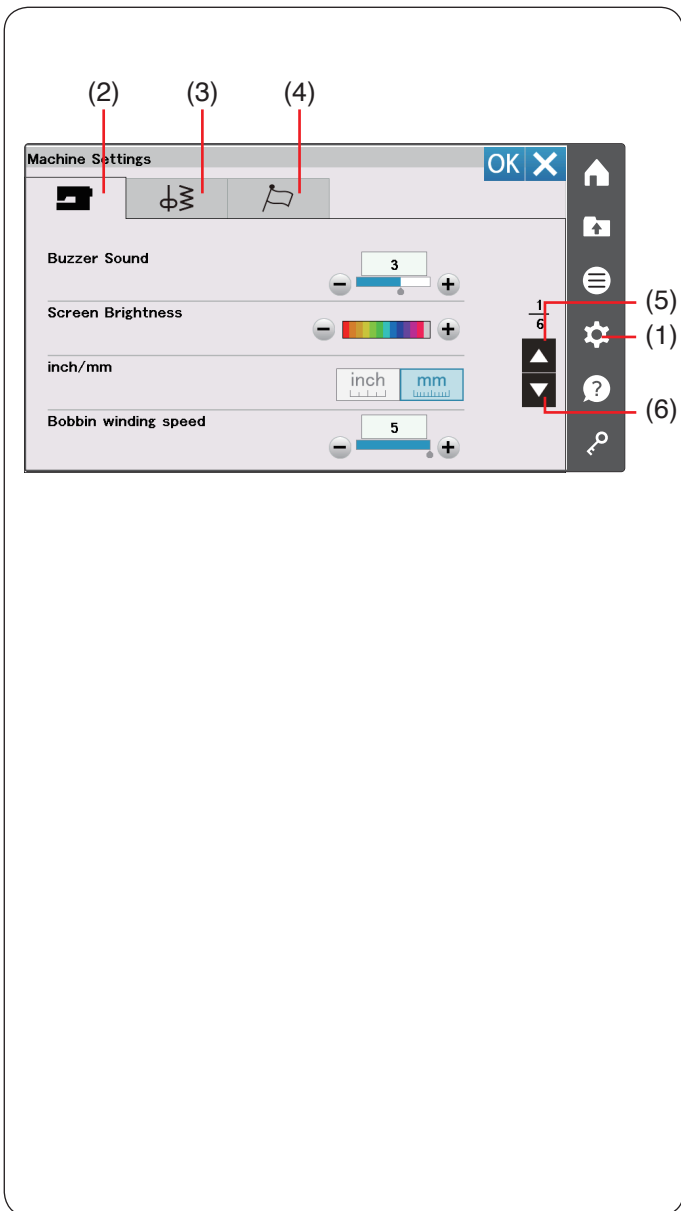 (2) (3) (4)
Machine Settings OK
Buzzer Sound 3
Screen Brightness
1
6
(5)
(1)
inch/mm inch mm
?
(6)
Bobbin winding speed 5